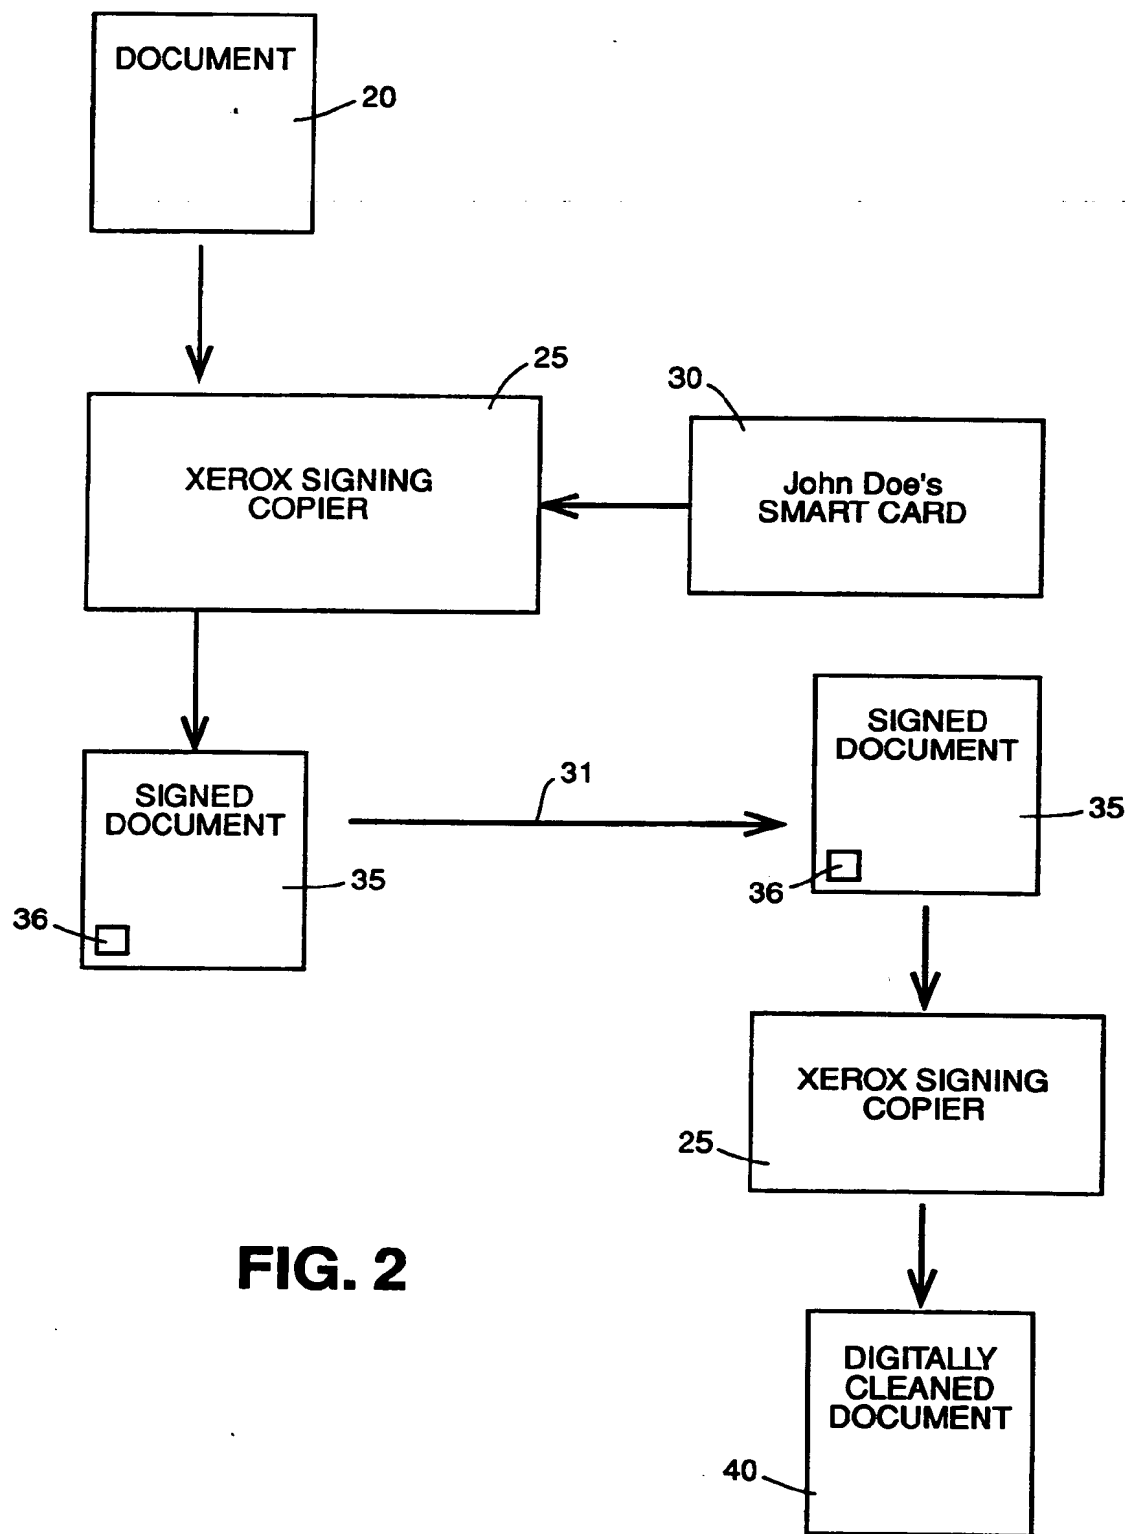 DOCUMENT
20
25
XEROX SIGNING
COPIER
30
John Doe's
SMART CARD
SIGNED
DOCUMENT
35
36
31
SIGNED
DOCUMENT
35
36
XEROX SIGNING
COPIER
25
FIG. 2
DIGITALLY
CLEANED
DOCUMENT
40